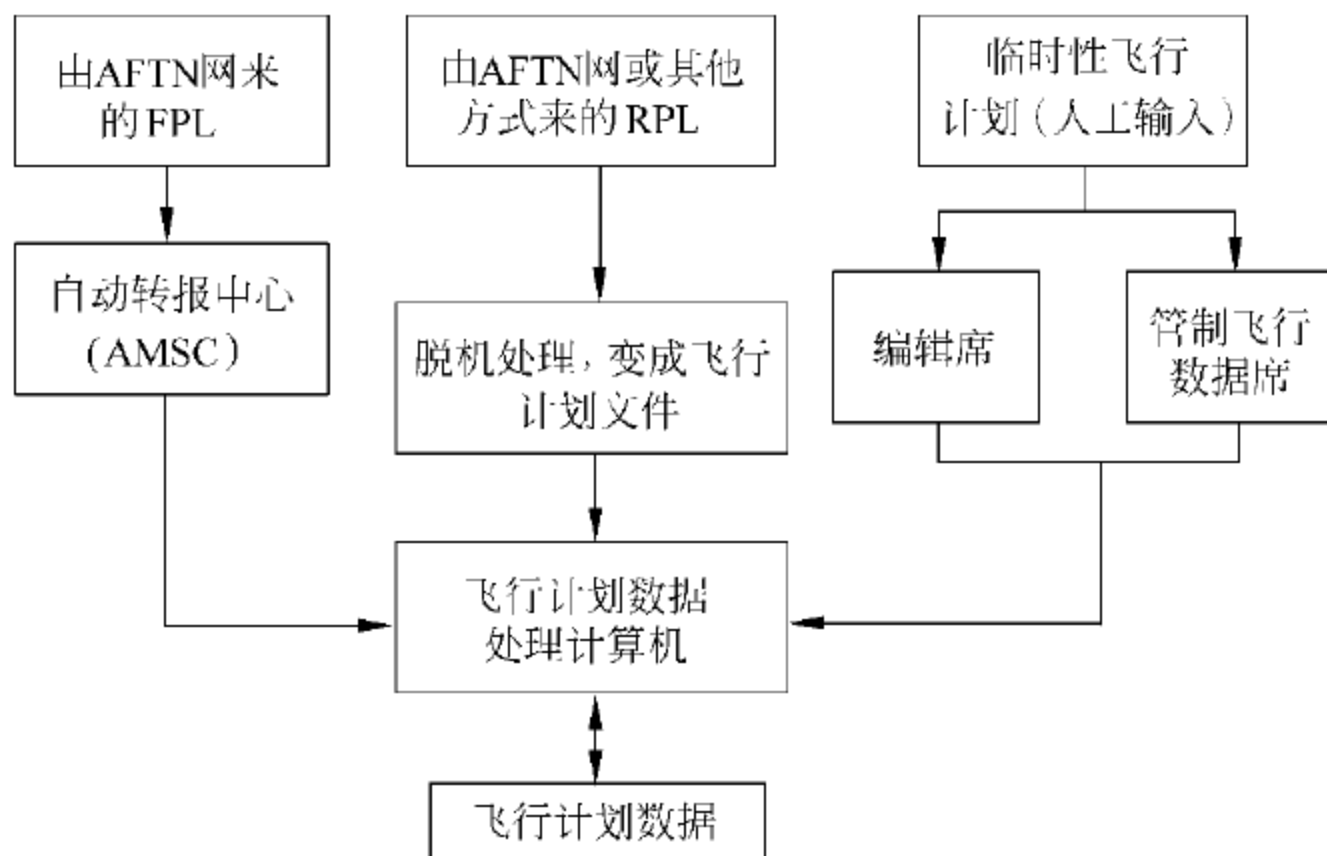 由AFTN网来
的FPL
由AFTN网或其他
方式来的RPL
临时性飞行
计划(人工输入)
自动转报中心
(AMSC)
脱机处理,变成飞行
计划文件
编辑席
管制飞行
数据席
飞行计划数据
处理计算机
飞行计划数据